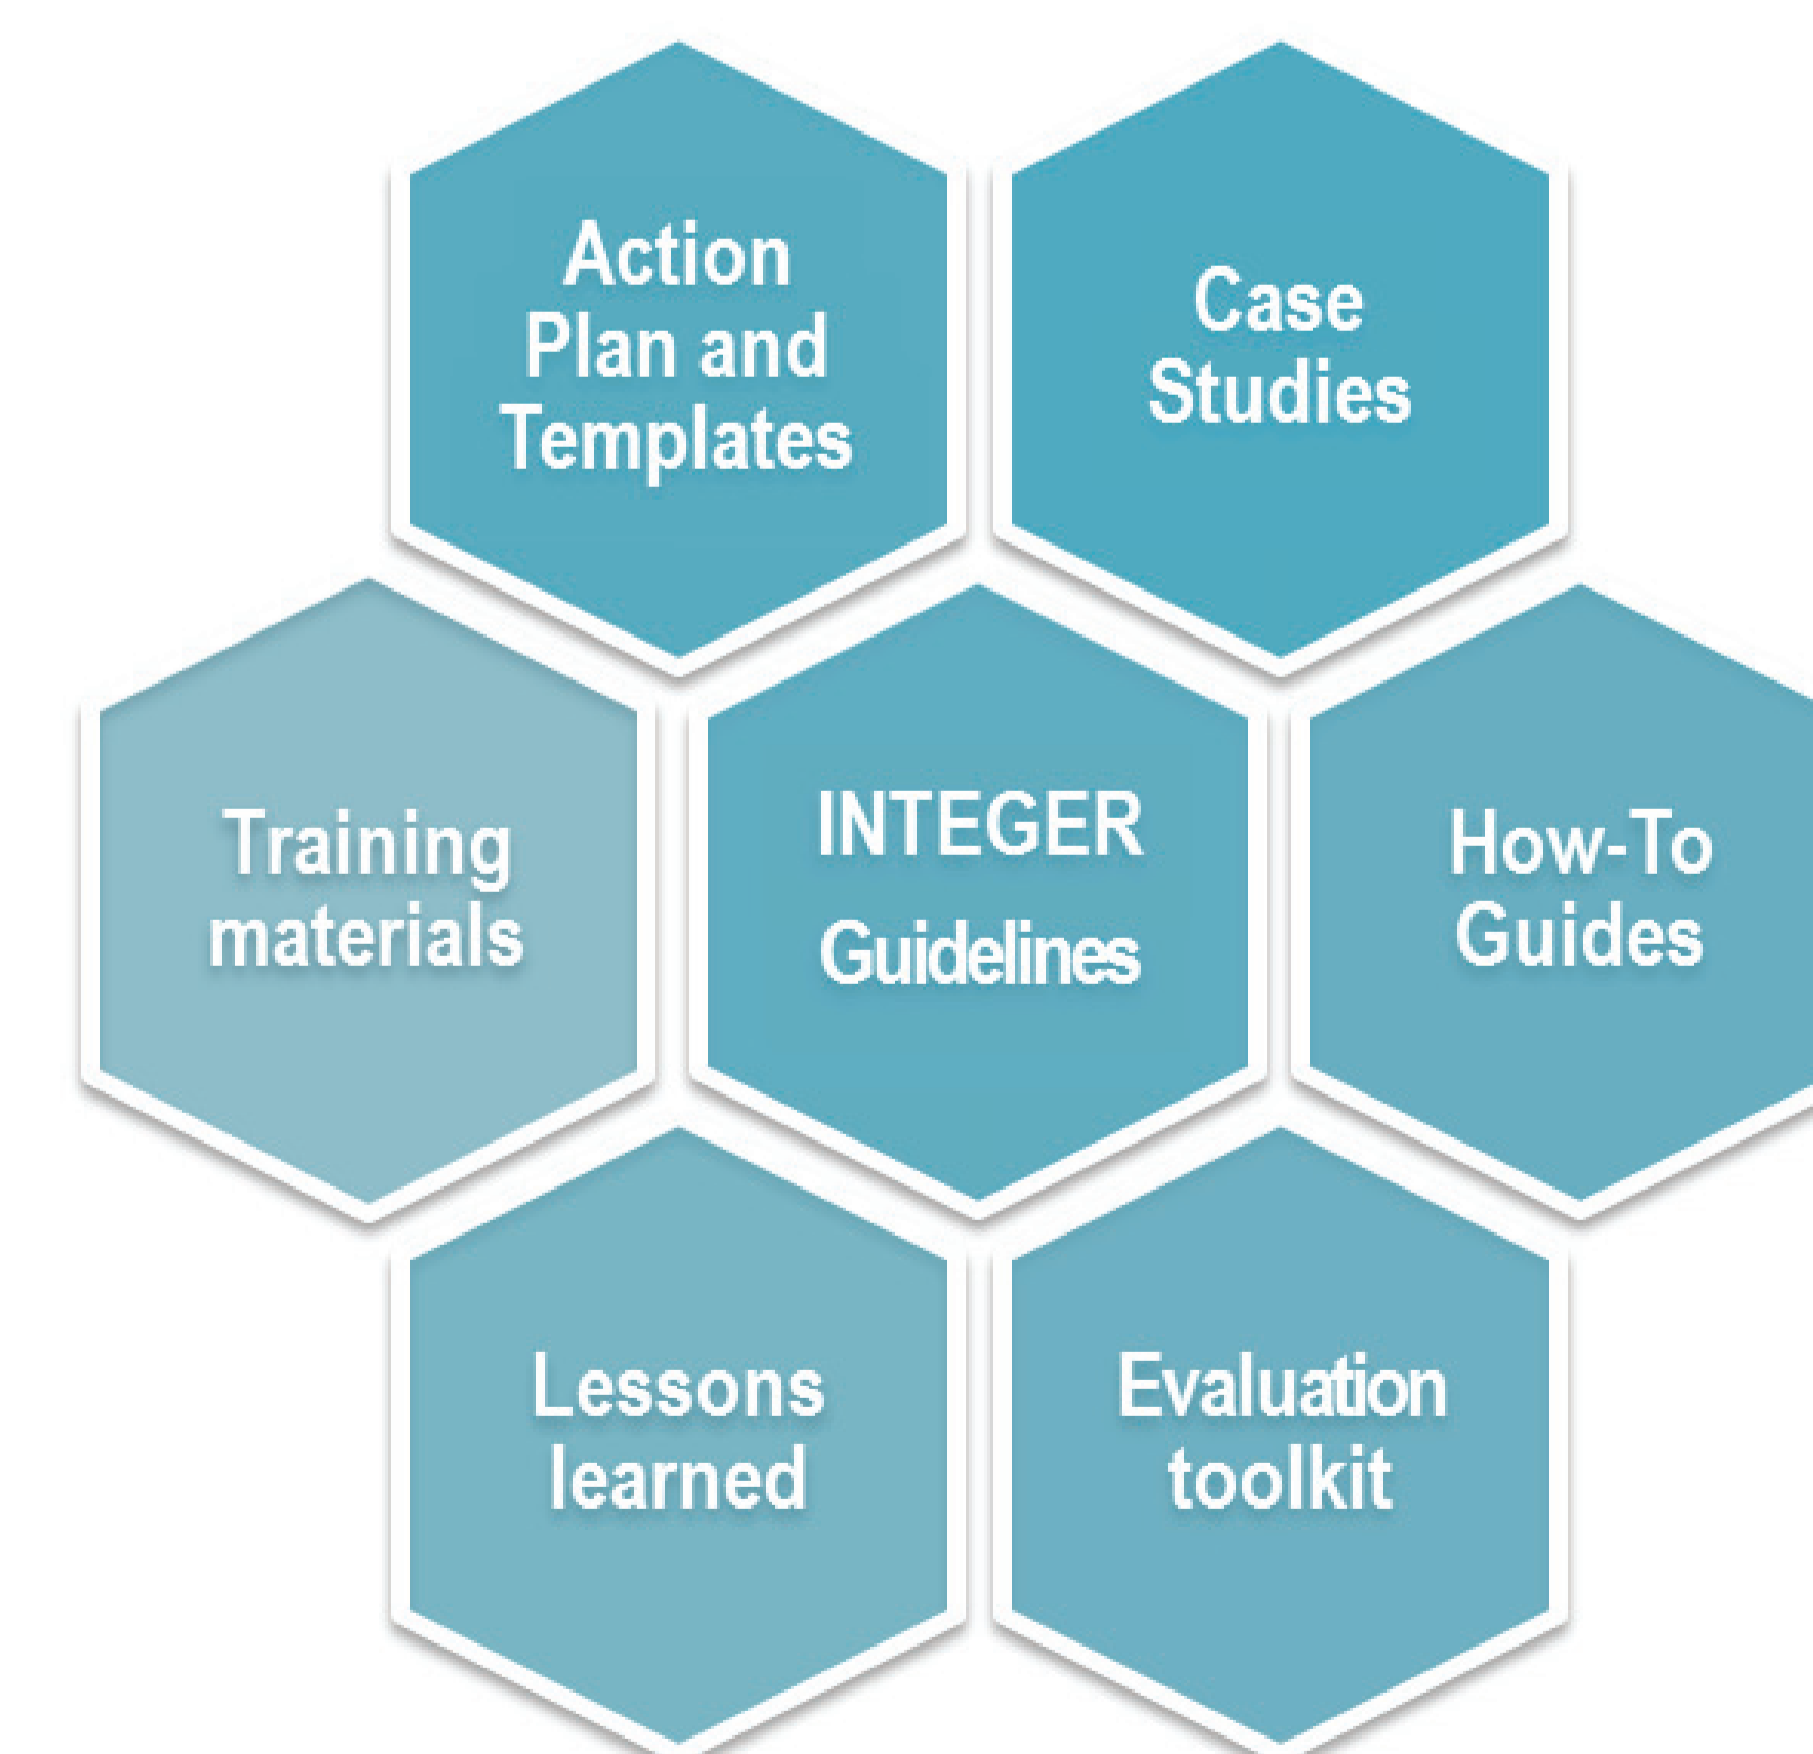 Action
Plan and
Templates
Case
Studies
Training
materials
INTEGER
Guidelines
How-To
Guides
Lessons
learned
Evaluation
toolkit